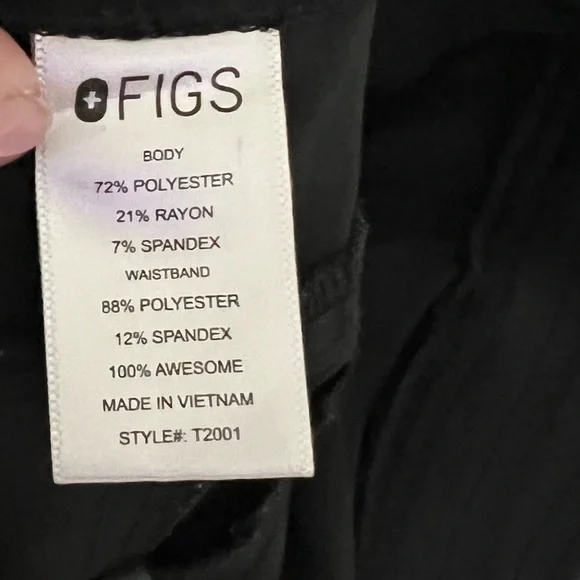 FIGS
BODY
72% POLYESTER
21% RAYON
7% SPANDEX
WAISTBAND
88% POLYESTER
12% SPANDEX
100% AWESOME
MADE IN VIETNAM
STYLE#: T2001